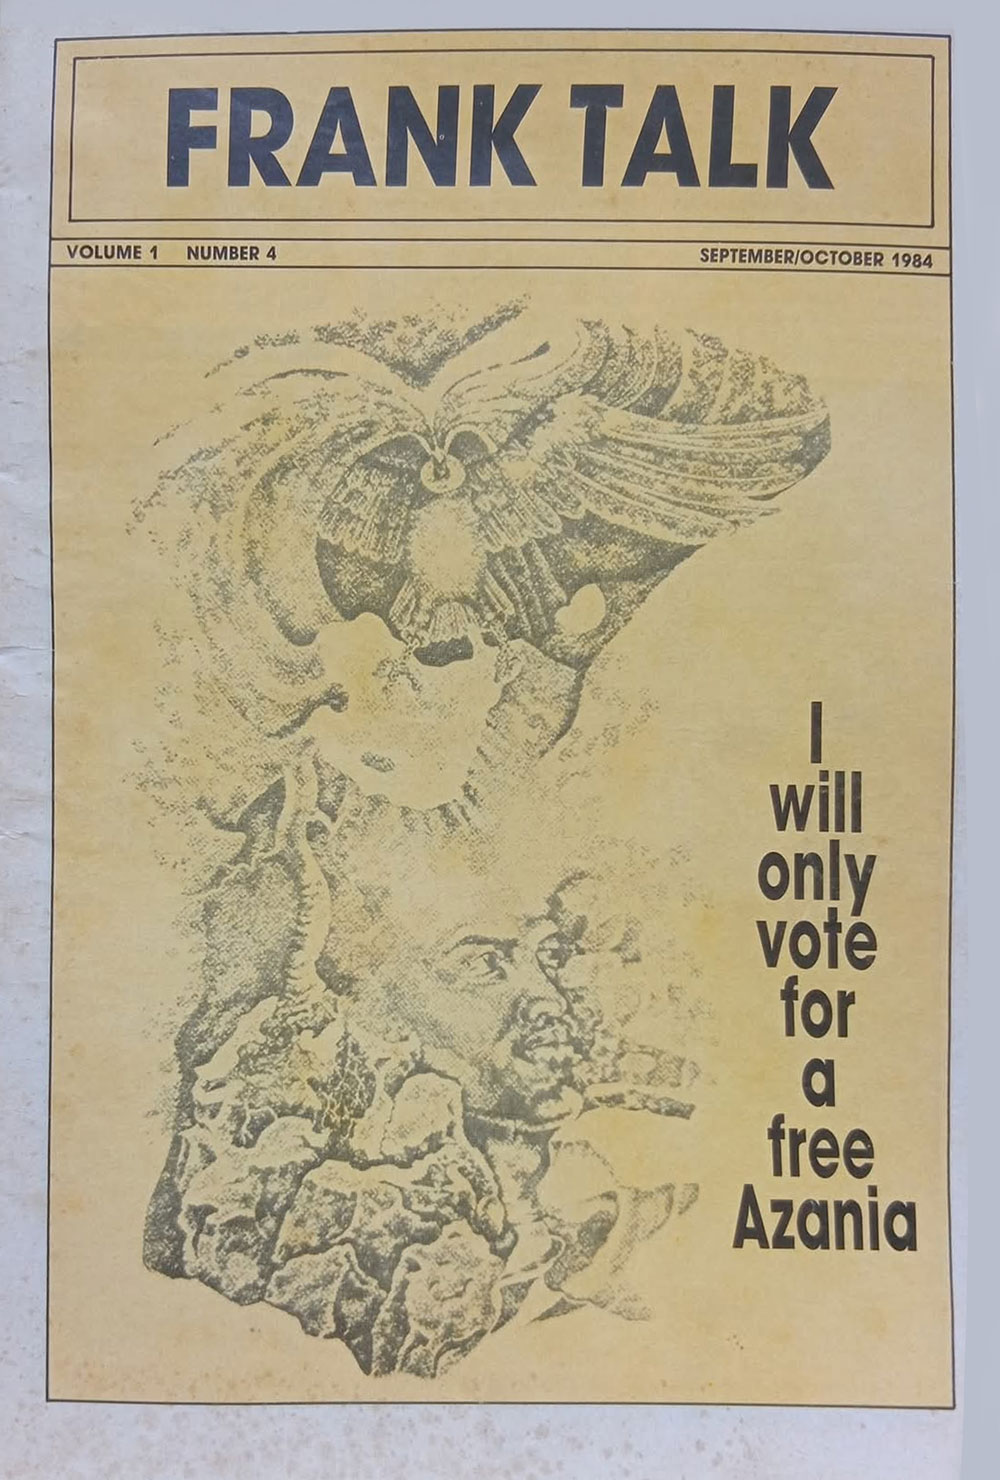 FRANK TALK
VOLUME 1 NUMBER 4 SEPTEMBER/OCTOBER 1984
I
will
only
vote
for
a
free
Azania